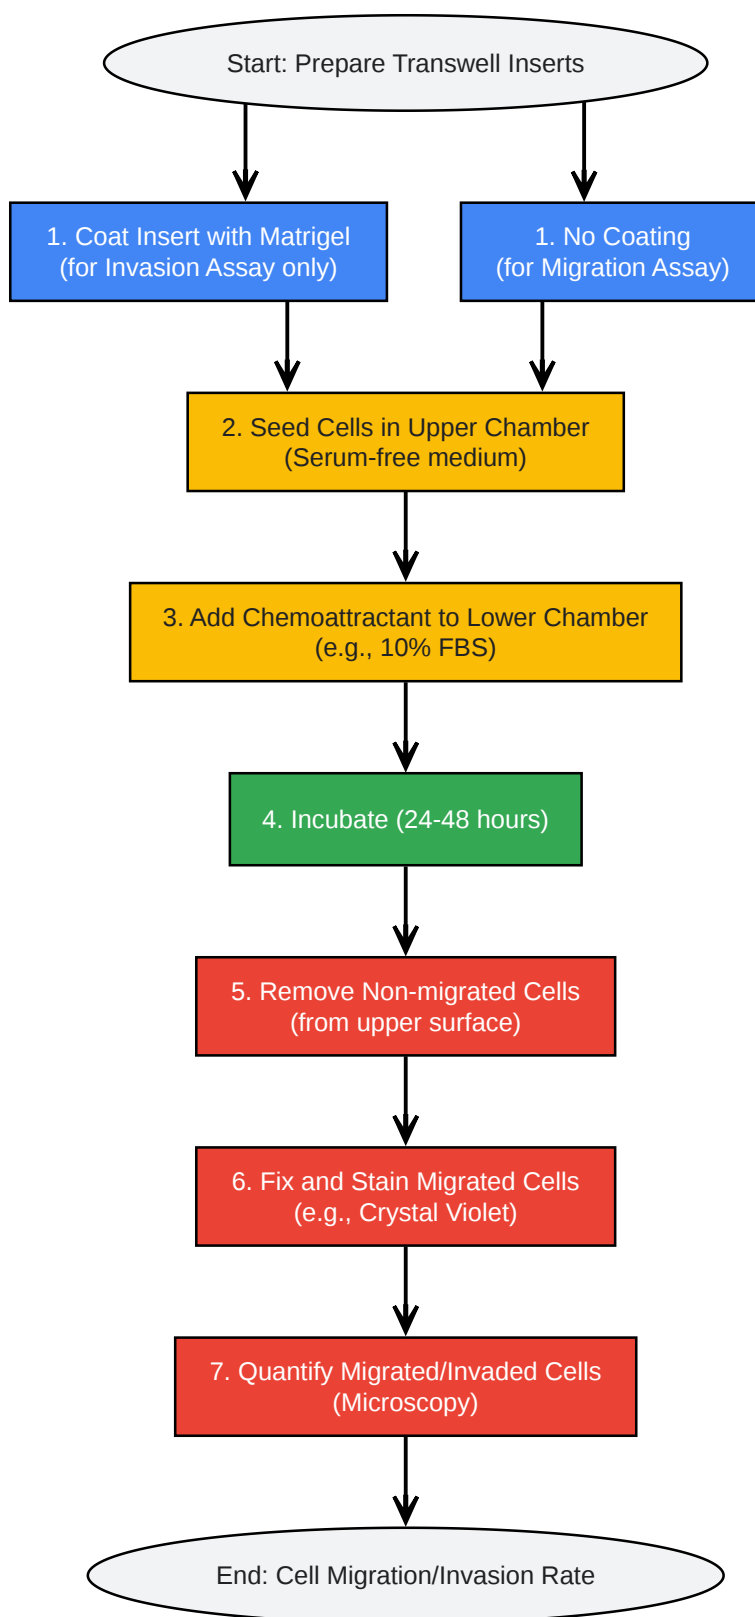 Start: Prepare Transwell Inserts
1. Coat Insert with Matrigel
(for Invasion Assay only)
1. No Coating
(for Migration Assay)
2. Seed Cells in Upper Chamber
(Serum-free medium)
3. Add Chemoattractant to Lower Chamber
(e.g., 10% FBS)
4. Incubate (24-48 hours)
5. Remove Non-migrated Cells
(from upper surface)
6. Fix and Stain Migrated Cells
(e.g., Crystal Violet)
7. Quantify Migrated/Invaded Cells
(Microscopy)
End: Cell Migration/Invasion Rate